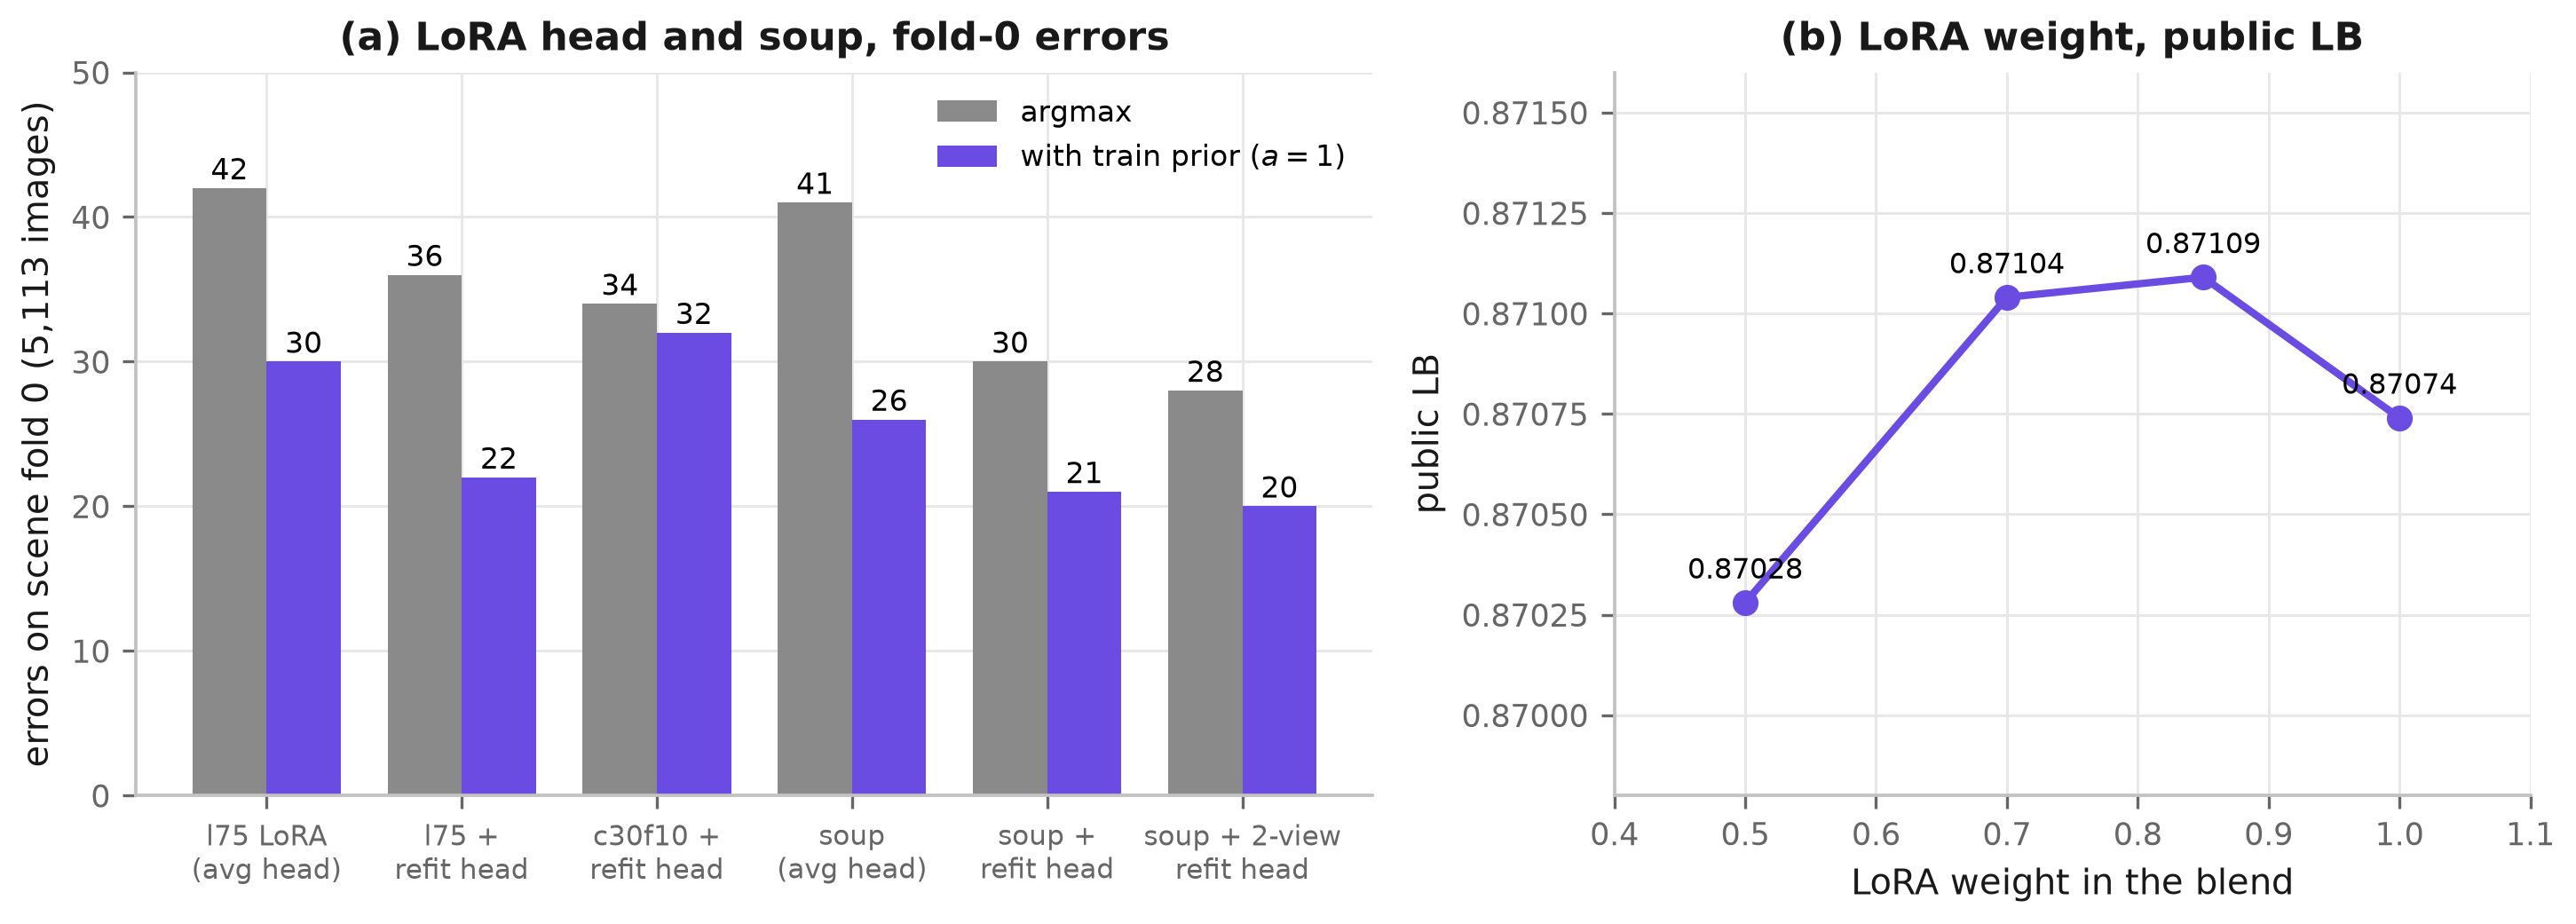 (a) LoRA head and soup, fold-0 errors
errors on scene fold 0 (5,113 images)
50
40
30
20
10
0
argmax
with train prior (a = 1)
42
30
36
22
34
32
41
26
30
21
28
20
l75 LoRA
(avg head)
l75 +
refit head
c30f10 +
refit head
soup
(avg head)
soup +
refit head
soup + 2-view
refit head
(b) LoRA weight, public LB
public LB
0.87150
0.87125
0.87100
0.87075
0.87050
0.87025
0.87000
0.87028
0.87104
0.87109
0.87074
0.4
0.5
0.6
0.7
0.8
0.9
1.0
1.1
LoRA weight in the blend